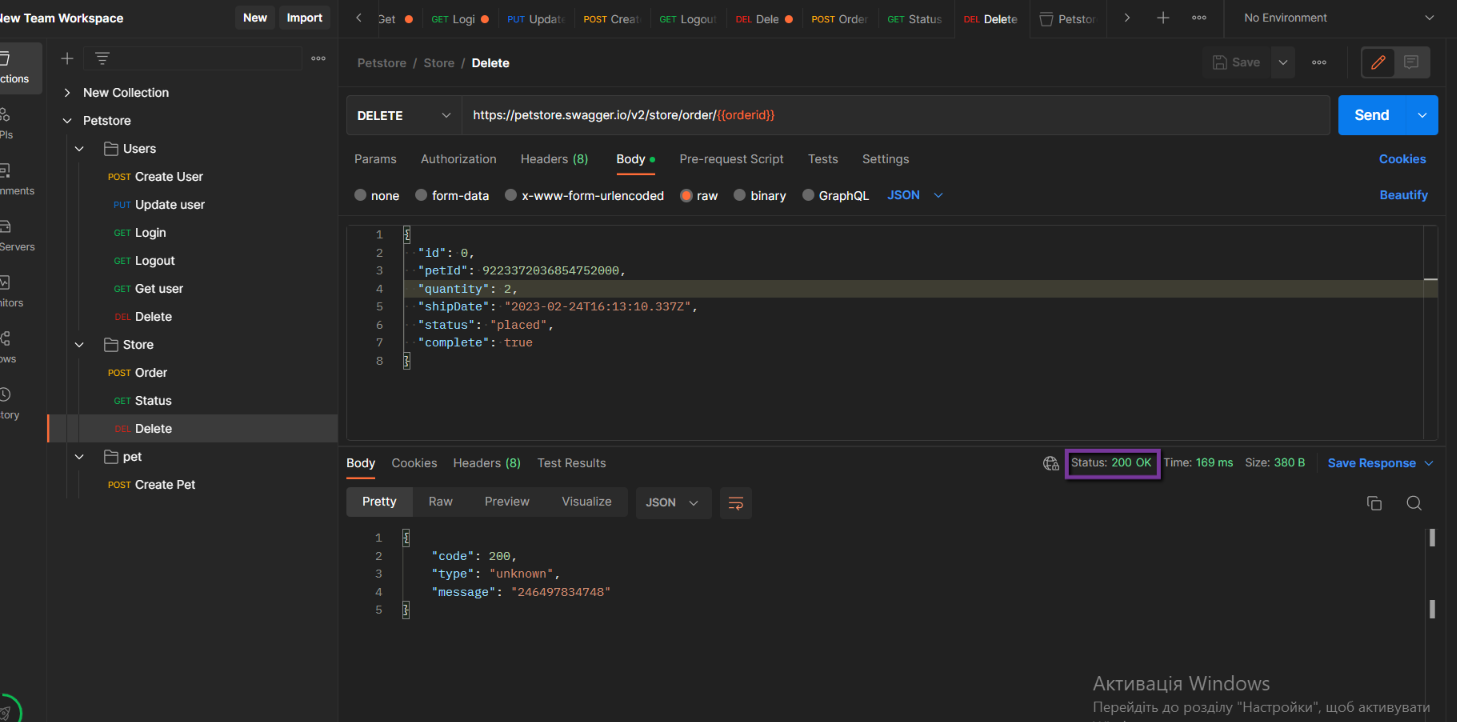 New Team Workspace New Import
Get GET Logi PUT Update POST Creat GET Logout DEL Dele POST Order GET Status DEL Delete Petstor No Environment
ctions
PIs
nments
Servers
nitors
ows
story
New Collection
Petstore
Users
POST Create User
PUT Update user
GET Login
GET Logout
GET Get user
DEL Delete
Store
POST Order
GET Status
DEL Delete
pet
POST Create Pet
Petstore / Store / Delete Save
DELETE https://petstore.swagger.io/v2/store/order/{{orderid}} Send
Params Authorization Headers (8) Body Pre-request Script Tests Settings Cookies
none form-data x-www-form-urlencoded raw binary GraphQL JSON Beautify
1 {
2 "id": 0,
3 "petId": 9223372036854752000,
4 "quantity": 2,
5 "shipDate": "2023-02-24T16:13:10.337Z",
6 "status": "placed",
7 "complete": true
8 }
Body Cookies Headers (8) Test Results Status: 200 OK Time: 169 ms Size: 380 B Save Response
Pretty Raw Preview Visualize JSON
1 {
2 "code": 200,
3 "type": "unknown",
4 "message": "246497834748"
5 }
Активація Windows
Перейдіть до розділу "Настройки", щоб активувати